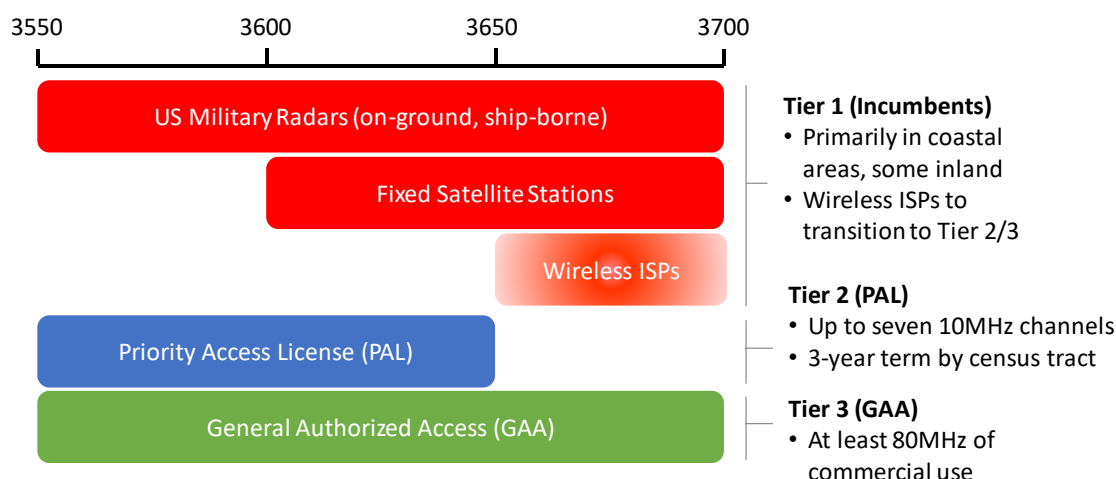 3550 3600 3650 3700
US Military Radars (on-ground, ship-borne)
Fixed Satellite Stations
Wireless ISPs
Priority Access License (PAL)
General Authorized Access (GAA)
Tier 1 (Incumbents)
• Primarily in coastal
areas, some inland
• Wireless ISPs to
transition to Tier 2/3
Tier 2 (PAL)
• Up to seven 10MHz channels
• 3-year term by census tract
Tier 3 (GAA)
• At least 80MHz of
commercial use